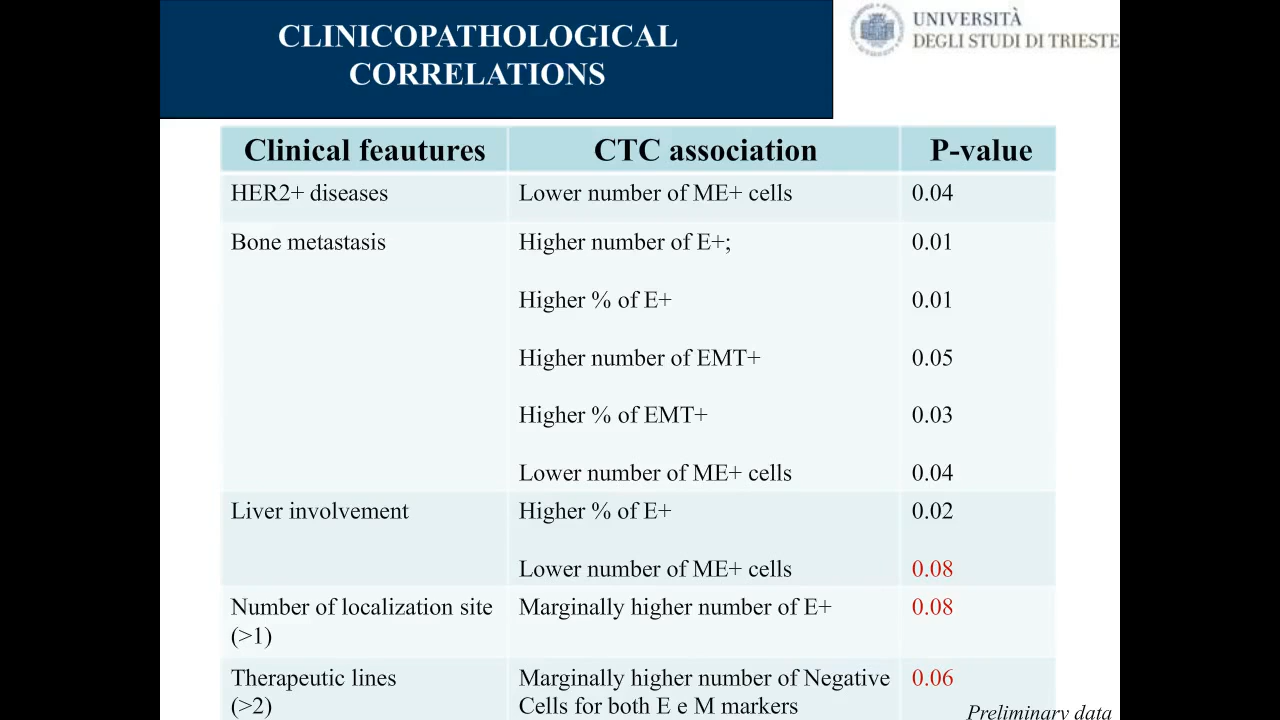 CLINICOPATHOLOGICAL
CORRELATIONS
UNIVERSITÀ
DEGLI STUDI DI TRIESTE
Clinical feautures CTC association P-value
HER2+ diseases Lower number of ME+ cells 0.04
Bone metastasis Higher number of E+; 0.01
Higher % of E+ 0.01
Higher number of EMT+ 0.05
Higher % of EMT+ 0.03
Lower number of ME+ cells 0.04
Liver involvement Higher % of E+ 0.02
Lower number of ME+ cells 0.08
Number of localization site Marginally higher number of E+ 0.08
(>1)
Therapeutic lines Marginally higher number of Negative 0.06
(>2) Cells for both E e M markers
Preliminary data